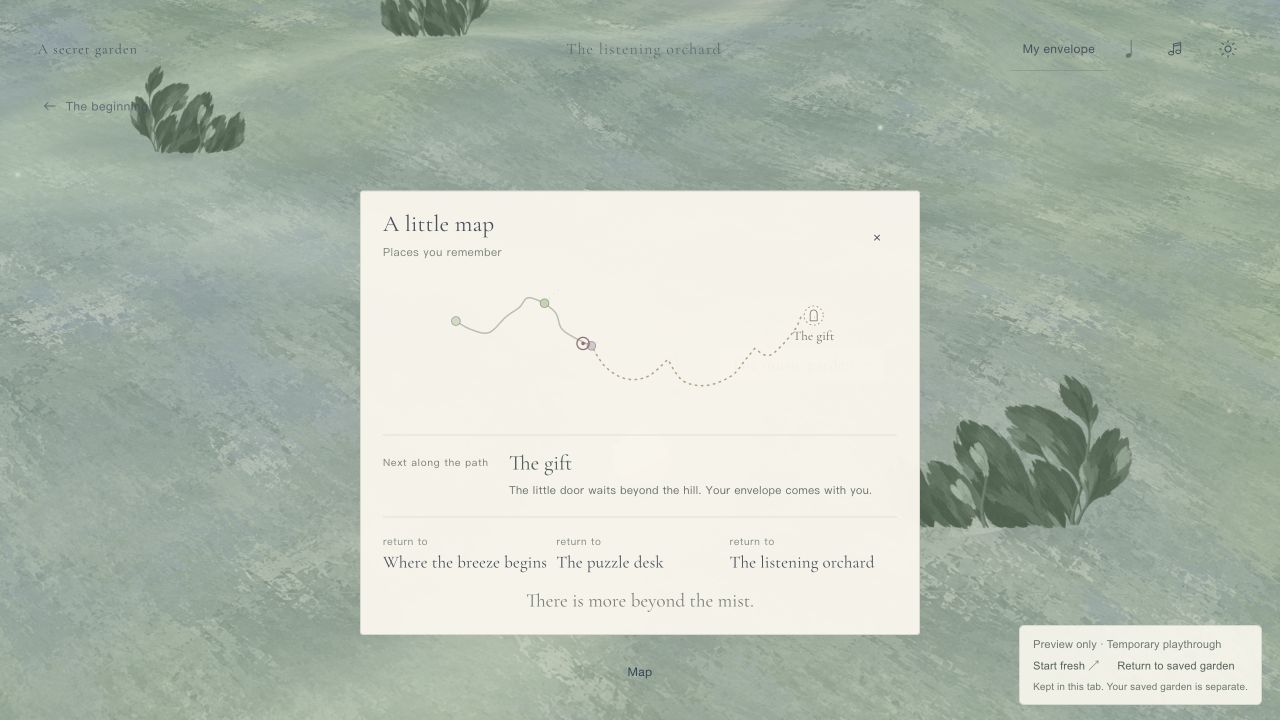 A secret garden
The listening orchard
My envelope
← The beginn
A little map
×
Places you remember
The gift
Next along the path
The gift
The little door waits beyond the hill. Your envelope comes with you.
return to
Where the breeze begins
return to
The puzzle desk
return to
The listening orchard
There is more beyond the mist.
Map
Preview only · Temporary playthrough
Start fresh ↗ Return to saved garden
Kept in this tab. Your saved garden is separate.